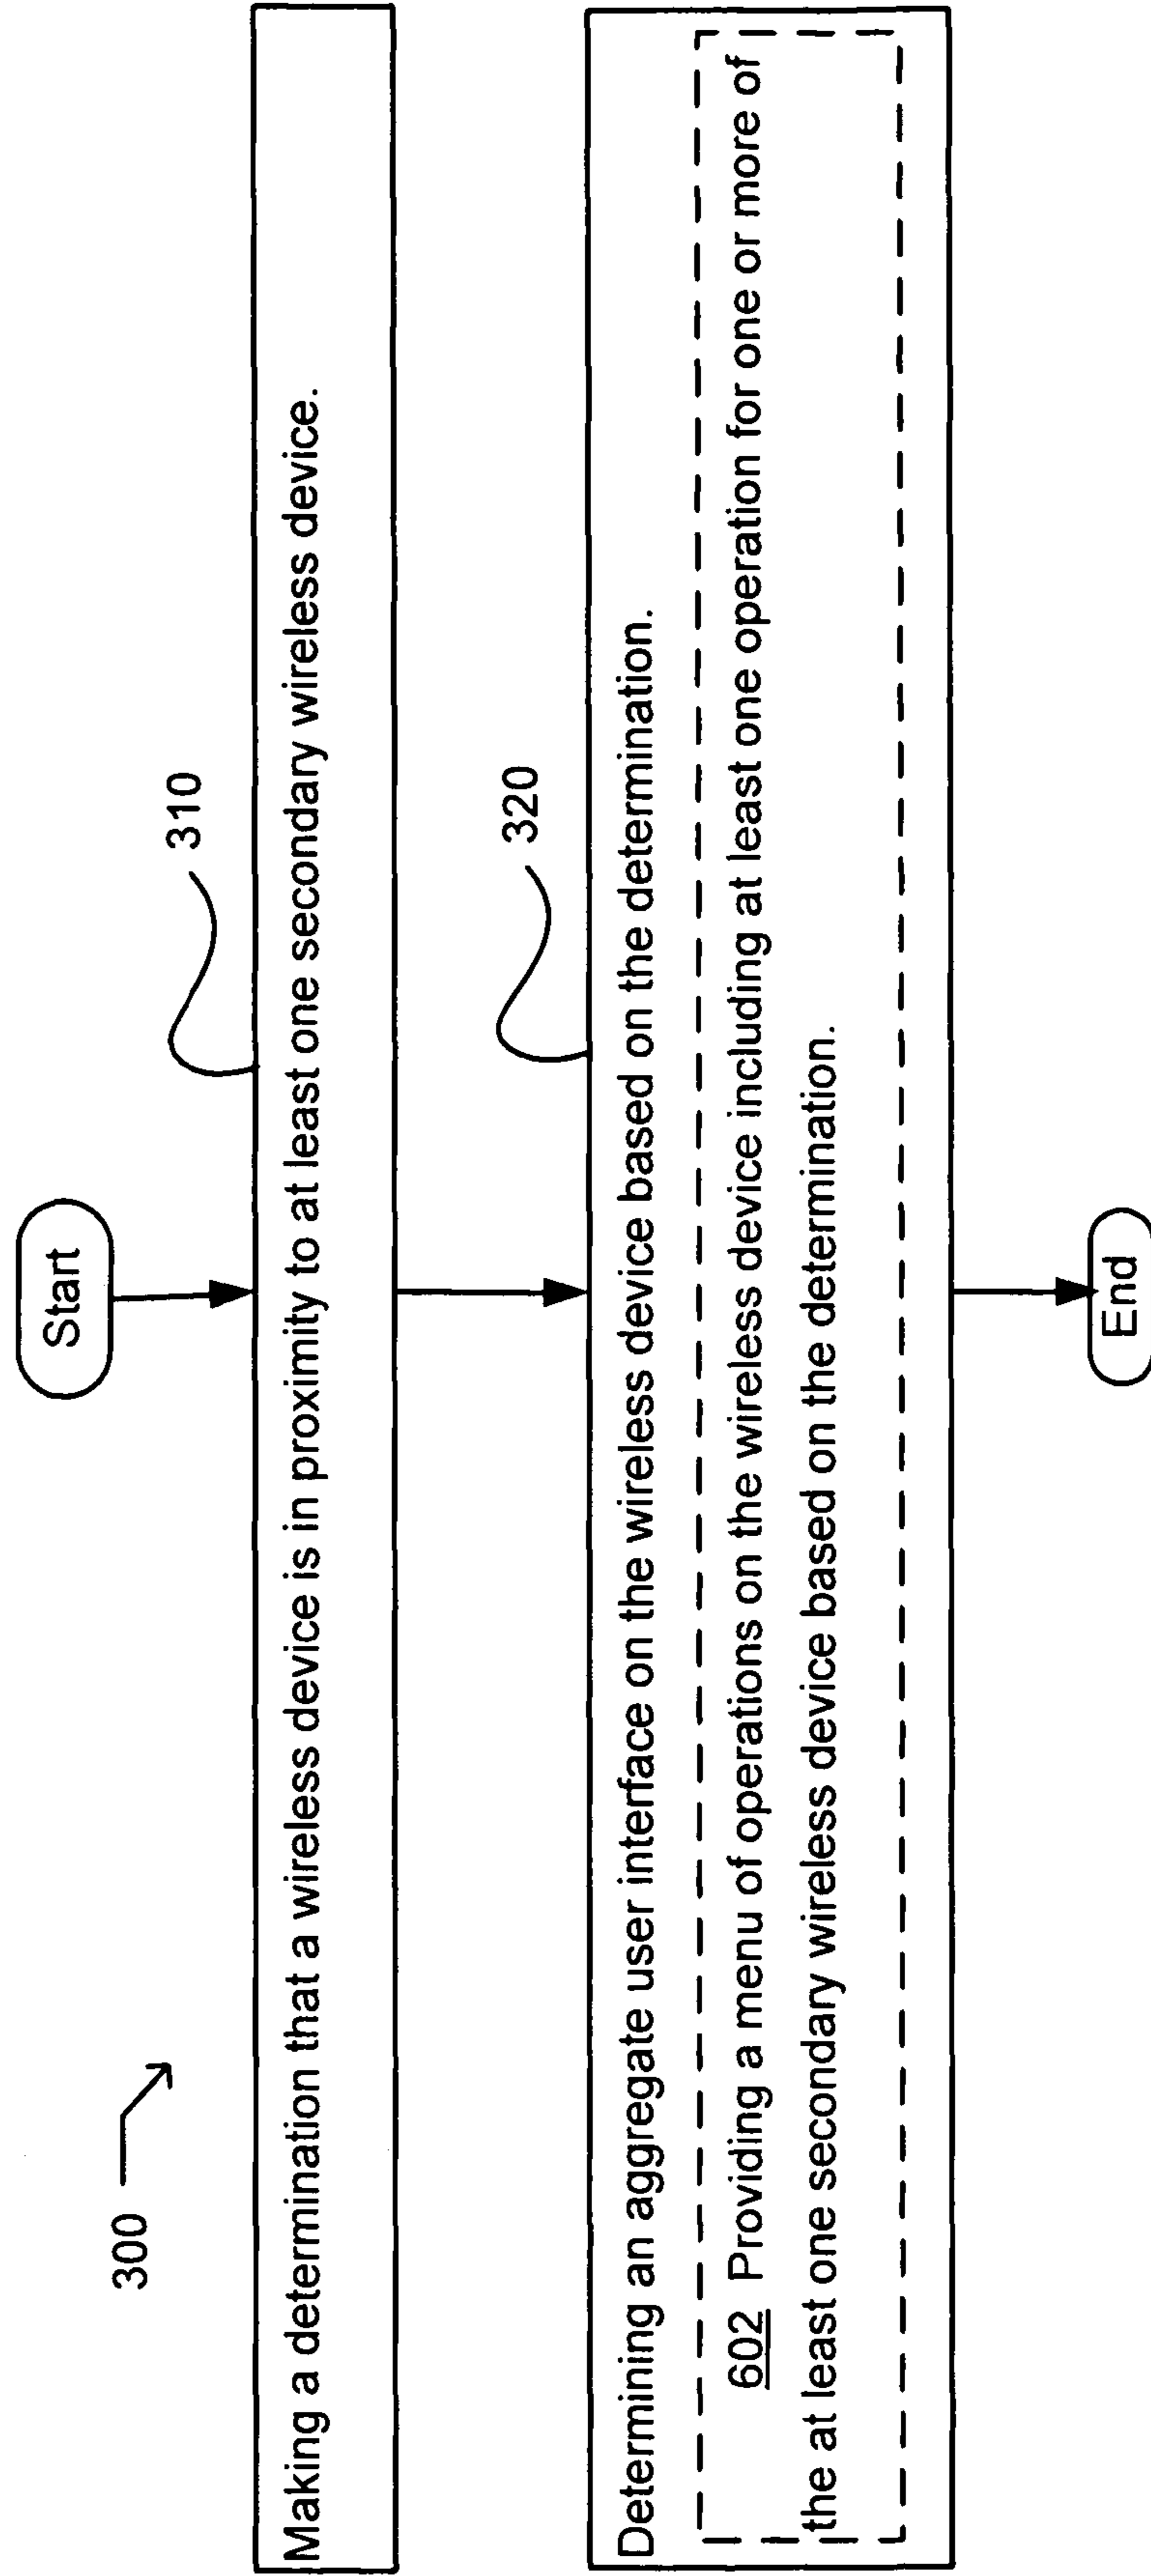 300
Start
310
Making a determination that a wireless device is in proximity to at least one secondary wireless device.
320
Determining an aggregate user interface on the wireless device based on the determination.
602 Providing a menu of operations on the wireless device including at least one operation for one or more of
the at least one secondary wireless device based on the determination.
End